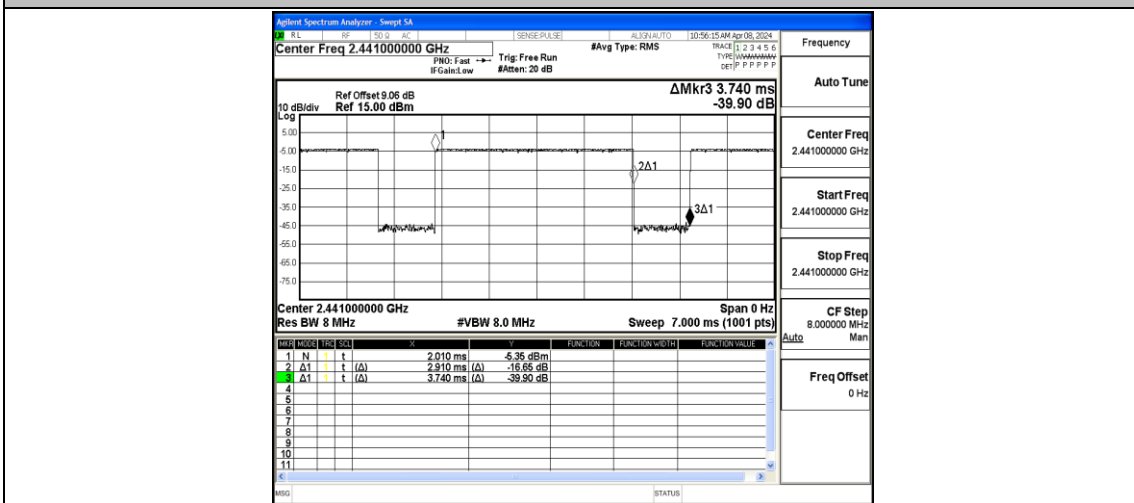 Agilent Spectrum Analyzer - Swept SA
RL RF 50 Ω AC SENSE:PULSE ALIGN AUTO 10:56:15 AM Apr 08, 2024
Center Freq 2.441000000 GHz #Avg Type: RMS TRACE 1 2 3 4 5 6
PNO: Fast Trig: Free Run TYPE WWWWWW
IFGain:Low #Atten: 20 dB DET P P P P P P
Frequency
Auto Tune
ΔMkr3 3.740 ms
-39.90 dB
Ref Offset 9.06 dB
10 dB/div Ref 15.00 dBm
Log
5.00
-5.00
-15.0
-25.0
-35.0
-45.0
-55.0
-65.0
-75.0
1
2Δ1
3Δ1
Center Freq
2.441000000 GHz
Start Freq
2.441000000 GHz
Stop Freq
2.441000000 GHz
Center 2.441000000 GHz Span 0 Hz
Res BW 8 MHz #VBW 8.0 MHz Sweep 7.000 ms (1001 pts)
CF Step
8.000000 MHz
Auto Man
Freq Offset
0 Hz
MKR MODE TRC SCL X Y FUNCTION FUNCTION WIDTH FUNCTION VALUE
1 N 1 t 2.010 ms -5.35 dBm
2 Δ1 1 t (Δ) 2.910 ms (Δ) -16.65 dB
3 Δ1 1 t (Δ) 3.740 ms (Δ) -39.90 dB
4
5
6
7
8
9
10
11
MSG STATUS